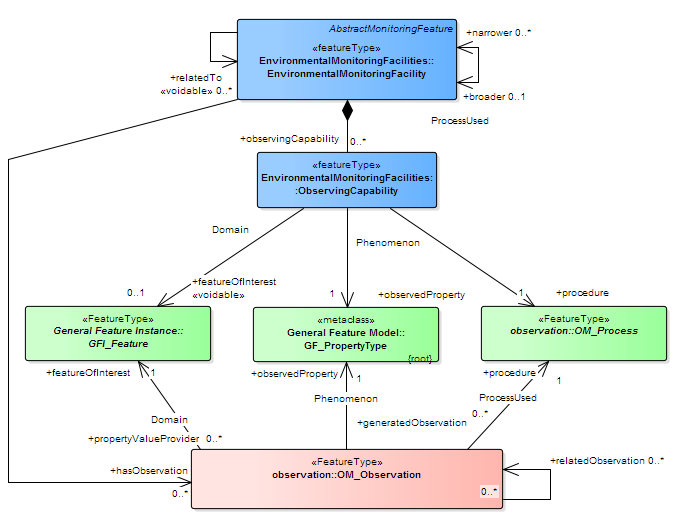 AbstractMonitoringFeature
«featureType»
EnvironmentalMonitoringFacilities::
EnvironmentalMonitoringFacility
+narrower 0..*
+relatedTo
«voidable» 0..*
+broader 0..1
ProcessUsed
+observingCapability
0..*
«featureType»
EnvironmentalMonitoringFacilities:
:ObservingCapability
Domain
Phenomenon
+featureOfInterest
«voidable»
0..1
1
+observedProperty
1
+procedure
«FeatureType»
General Feature Instance::
GFI_Feature
«metaclass»
General Feature Model::
GF_PropertyType
{root}
«FeatureType»
observation::OM_Process
+featureOfInterest
1
+observedProperty
1
+procedure
1
Phenomenon
ProcessUsed
Domain
+generatedObservation
0..*
+propertyValueProvider 0..*
+hasObservation
0..*
«FeatureType»
observation::OM_Observation
+relatedObservation 0..*
0..*